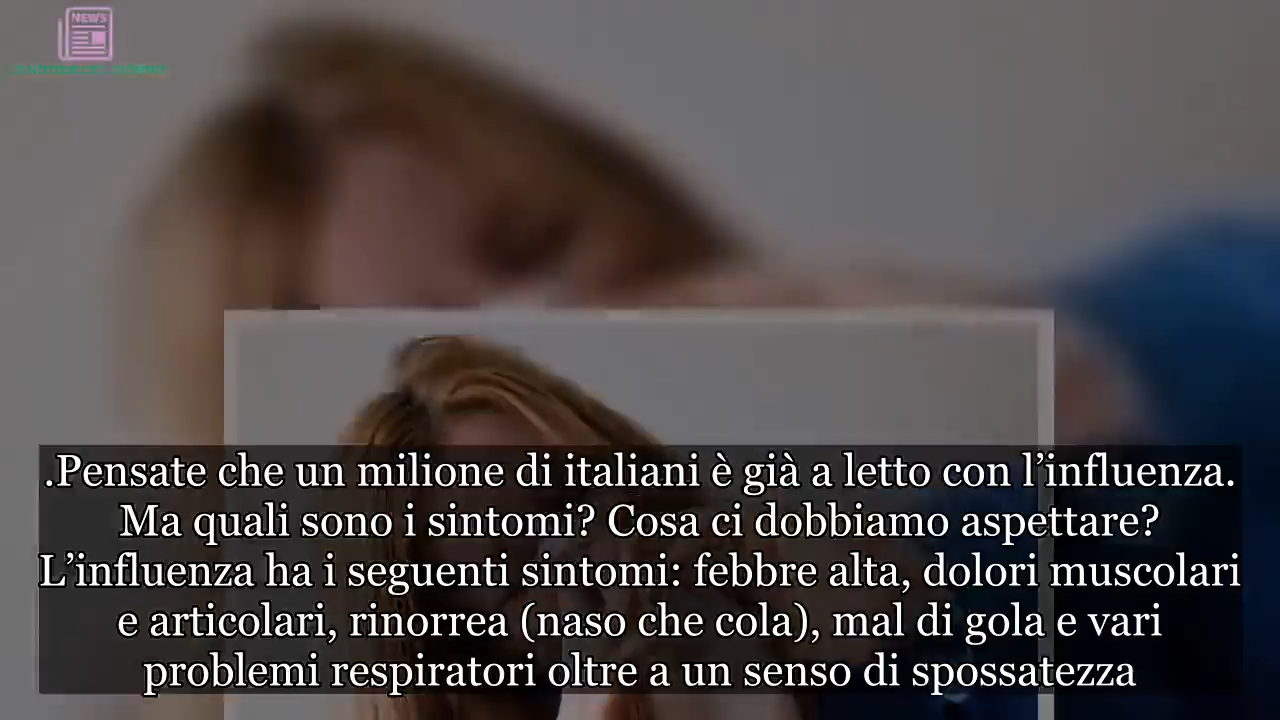 NEWS
.Pensate che un milione di italiani è già a letto con l’influenza.
Ma quali sono i sintomi? Cosa ci dobbiamo aspettare?
L’influenza ha i seguenti sintomi: febbre alta, dolori muscolari
e articolari, rinorrea (naso che cola), mal di gola e vari
problemi respiratori oltre a un senso di spossatezza